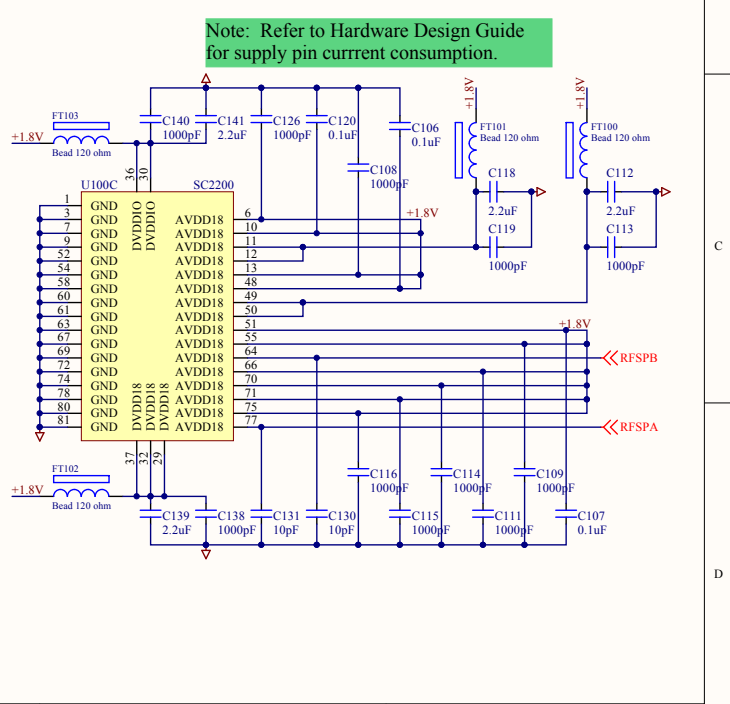 Note: Refer to Hardware Design Guide
for supply pin currrent consumption.
+1.8V
+1.8V
FT103
+1.8V
Bead 120 ohm
C140
1000pF
C141
2.2uF
C126
1000pF
C120
0.1uF
C106
0.1uF
C108
1000pF
FT101
Bead 120 ohm
FT100
Bead 120 ohm
C118
2.2uF
C119
1000pF
C112
2.2uF
C113
1000pF
36
30
U100C
SC2200
DVDDIO
DVDDIO
1 GND
3 GND AVDD18 6
+1.8V
7 GND AVDD18 10
9 GND AVDD18 11
52 GND AVDD18 12
54 GND AVDD18 13
58 GND AVDD18 48
60 GND AVDD18 49
61 GND AVDD18 50
63 GND AVDD18 51
+1.8V
67 GND AVDD18 55
69 GND AVDD18 64
RFSPB
72 GND AVDD18 66
74 GND AVDD18 70
78 GND AVDD18 71
80 GND AVDD18 75
81 GND AVDD18 77
RFSPA
DVDD18
DVDD18
DVDD18
37
32
29
FT102
+1.8V
Bead 120 ohm
C116
1000pF
C114
1000pF
C109
1000pF
C139
2.2uF
C138
1000pF
C131
10pF
C130
10pF
C115
1000pF
C111
1000pF
C107
0.1uF
C
D